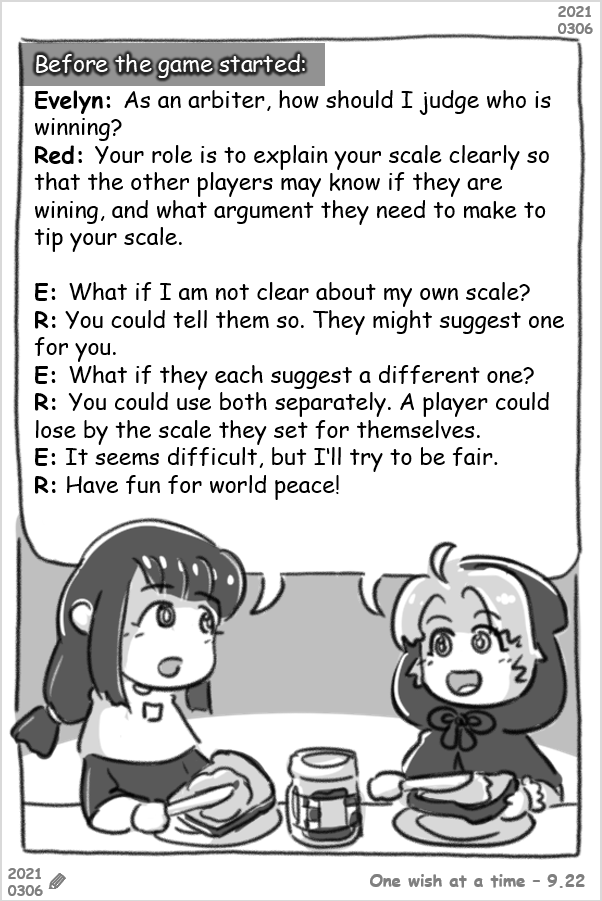 2021
0306
Before the game started:
Evelyn: As an arbiter, how should I judge who is
winning?
Red: Your role is to explain your scale clearly so
that the other players may know if they are
wining, and what argument they need to make to
tip your scale.
E: What if I am not clear about my own scale?
R: You could tell them so. They might suggest one
for you.
E: What if they each suggest a different one?
R: You could use both separately. A player could
lose by the scale they set for themselves.
E: It seems difficult, but I'll try to be fair.
R: Have fun for world peace!
2021
0306
One wish at a time – 9.22